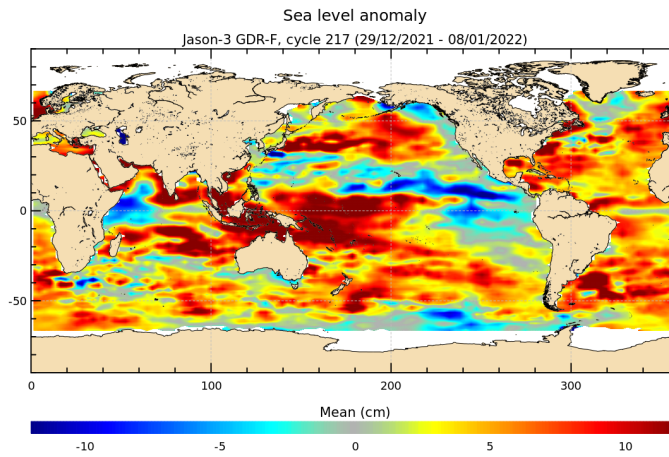 Sea level anomaly
Jason-3 GDR-F, cycle 217 (29/12/2021 - 08/01/2022)
50
0
-50
0 100 200 300
Mean (cm)
-10 -5 0 5 10